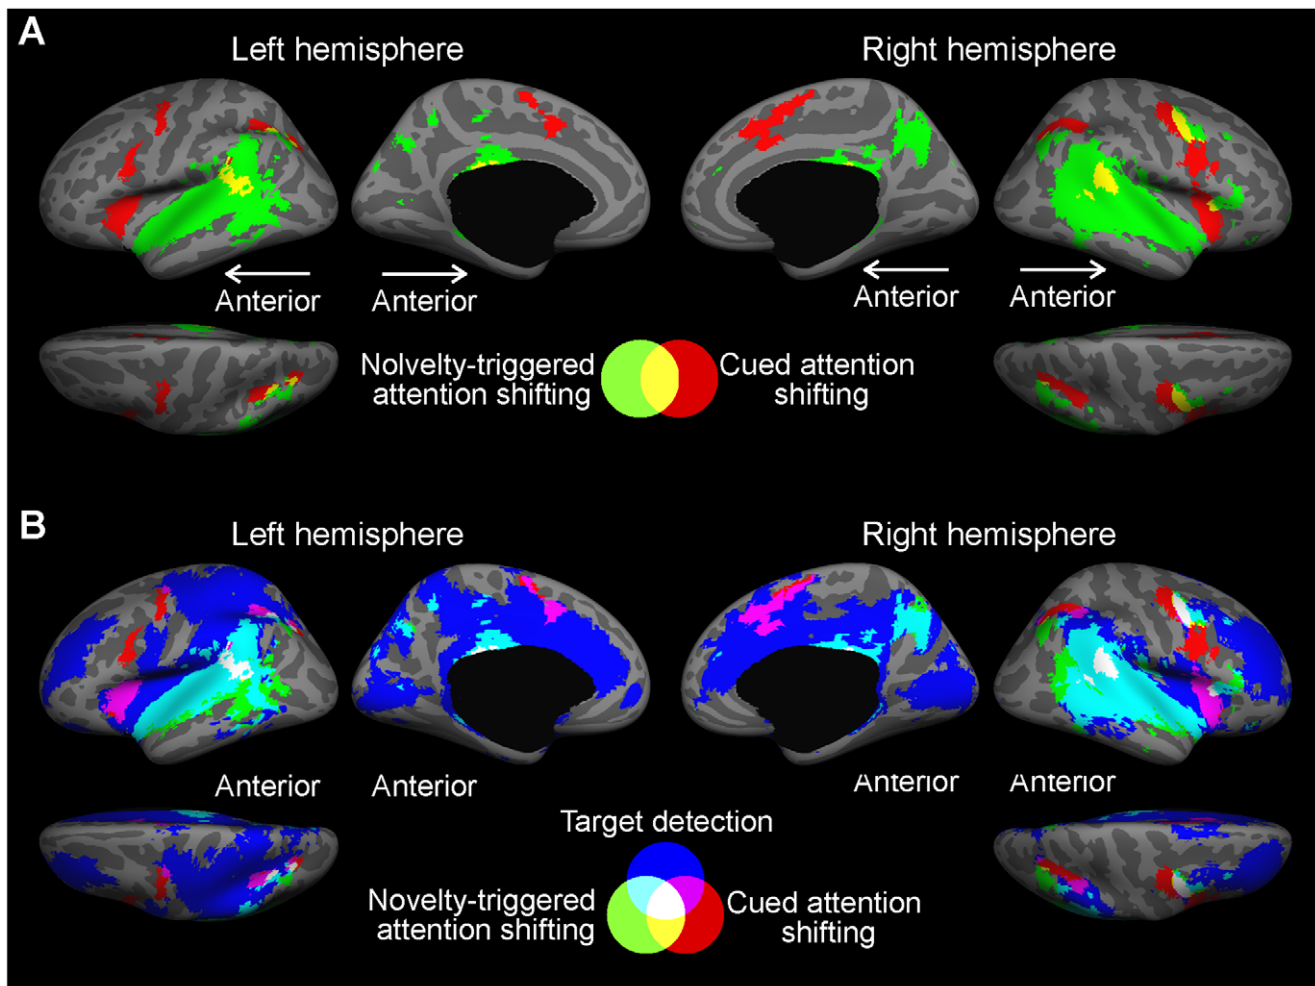 A
Left hemisphere
Right hemisphere
Anterior
Anterior
Anterior
Anterior
Nolvelty-triggered
attention shifting
Cued attention
shifting
B
Left hemisphere
Right hemisphere
Anterior
Anterior
Anterior
Anterior
Target detection
Novelty-triggered
attention shifting
Cued attention
shifting